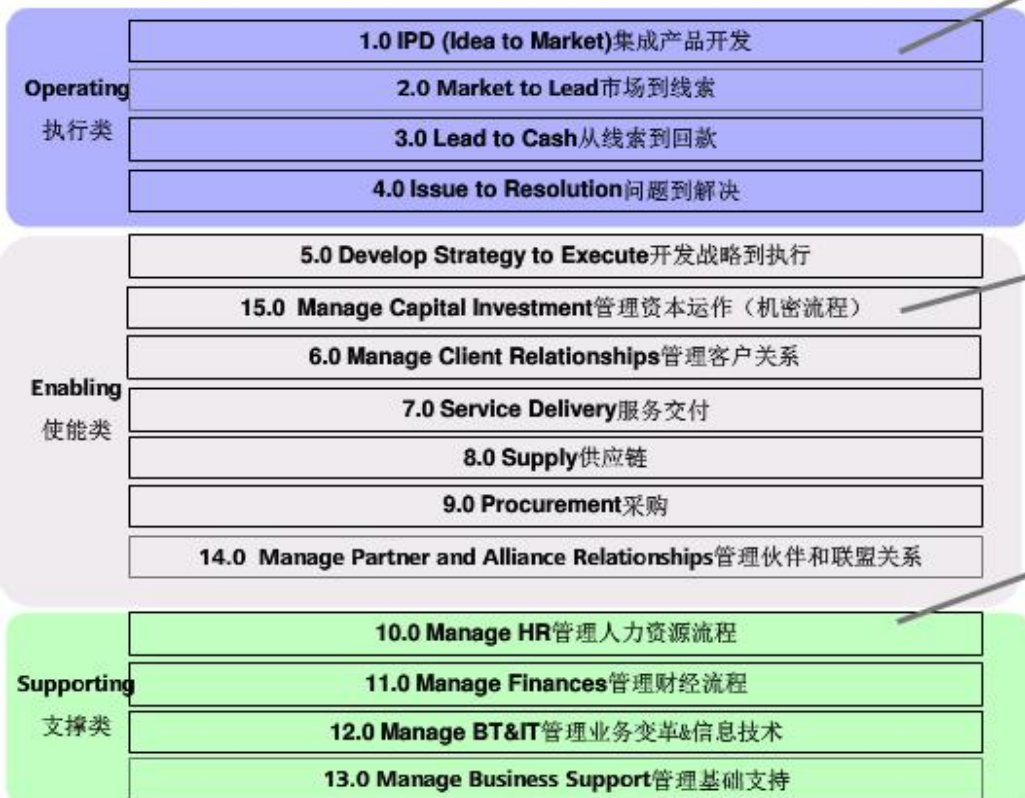 1.0 IPD (Idea to Market)集成产品开发
Operating
2.0 Market to Lead市场到线索
执行类
3.0 Lead to Cash从线索到回款
4.0 Issue to Resolution问题到解决
5.0 Develop Strategy to Execute开发战略到执行
15.0 Manage Capital Investment管理资本运作（机密流程）
6.0 Manage Client Relationships管理客户关系
Enabling
使能类
7.0 Service Delivery服务交付
8.0 Supply供应链
9.0 Procurement采购
14.0 Manage Partner and Alliance Relationships管理伙伴和联盟关系
10.0 Manage HR管理人力资源流程
Supporting
11.0 Manage Finances管理财经流程
支撑类
12.0 Manage BT&IT管理业务变革&信息技术
13.0 Manage Business Support管理基础支持